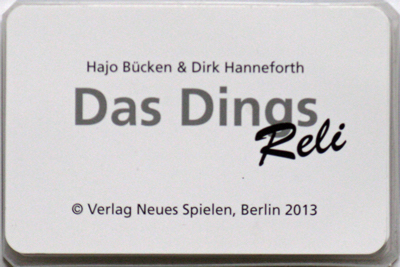 Hajo Bücken & Dirk Hanneforth
Das Dings
Reli
© Verlag Neues Spielen, Berlin 2013